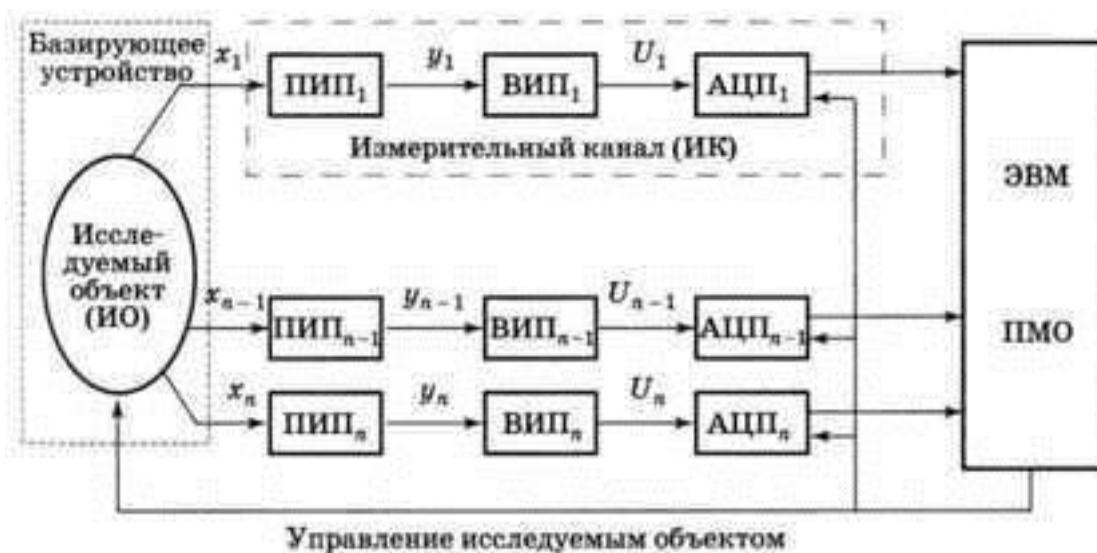 Базирующее
устройство
x₁
ПИП₁
y₁
ВИП₁
U₁
АЦП₁
Измерительный канал (ИК)
ЭВМ
Иссле-
дуемый
объект
(ИО)
xₙ₋₁
ПИПₙ₋₁
yₙ₋₁
ВИПₙ₋₁
Uₙ₋₁
АЦПₙ₋₁
ПМО
xₙ
ПИПₙ
yₙ
ВИПₙ
Uₙ
АЦПₙ
Управление исследуемым объектом